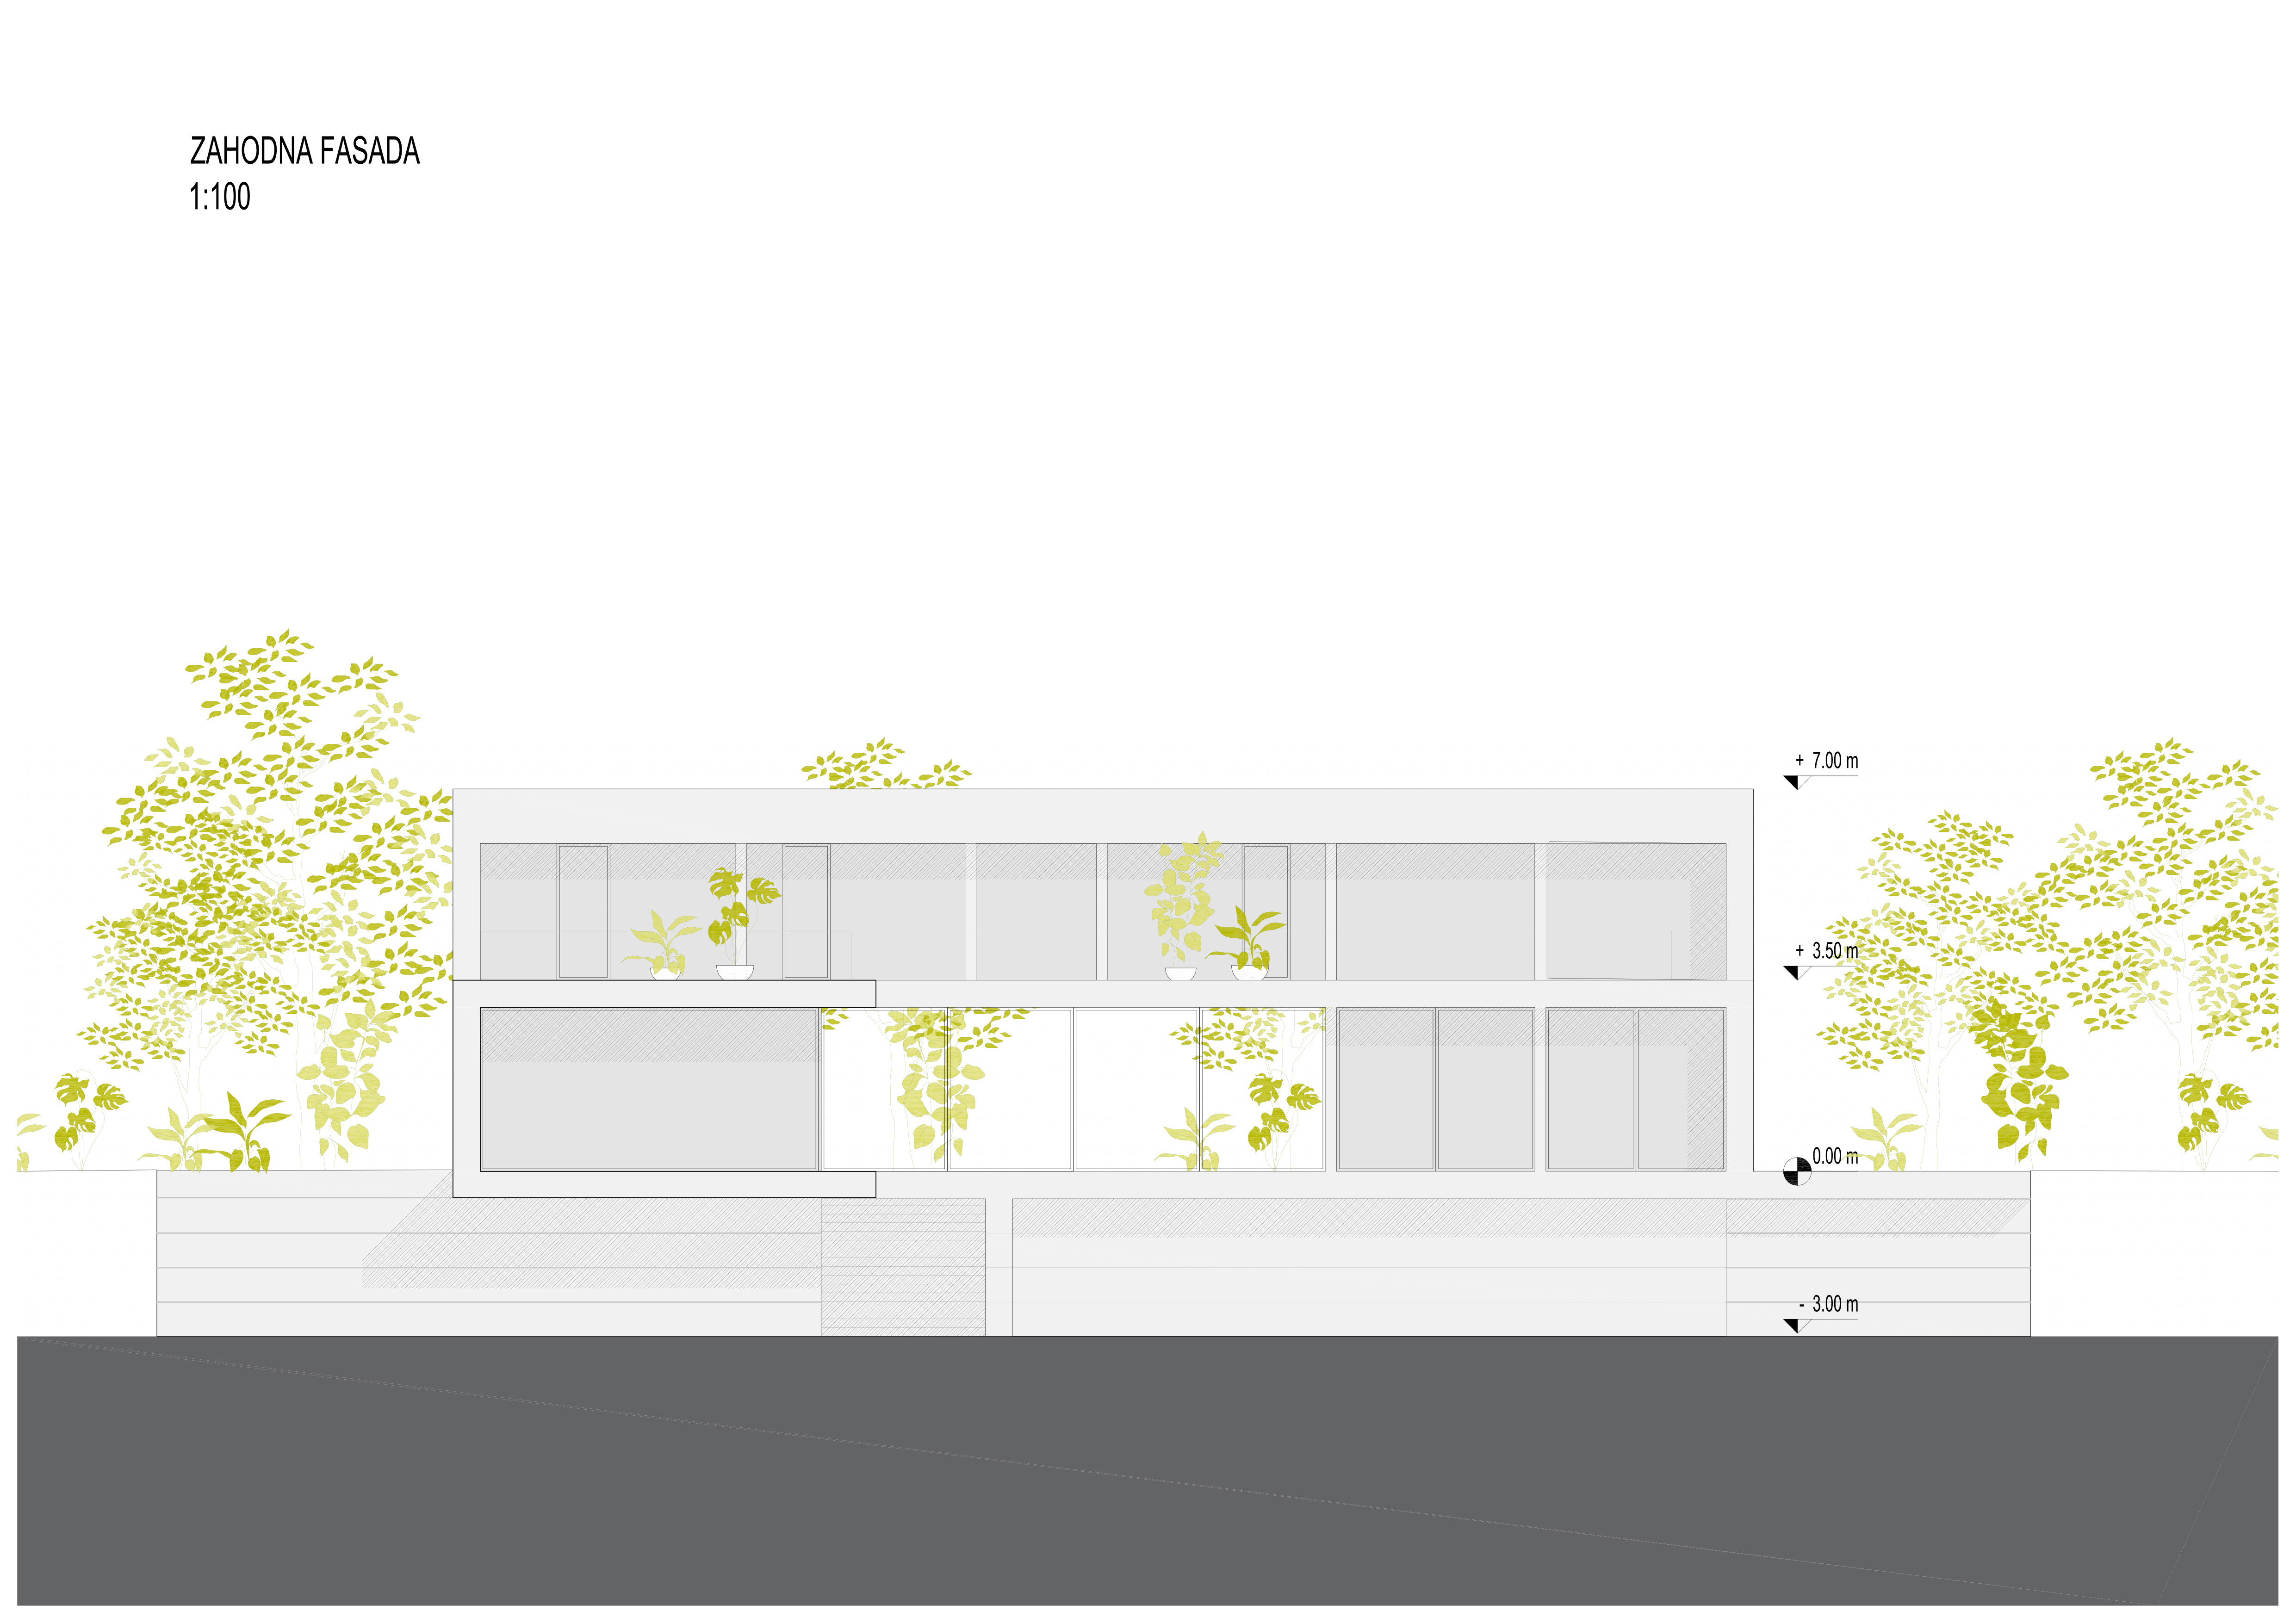 ZAHODNA FASADA
1:100
+ 7.00 m
+ 3.50 m
0.00 m
- 3.00 m